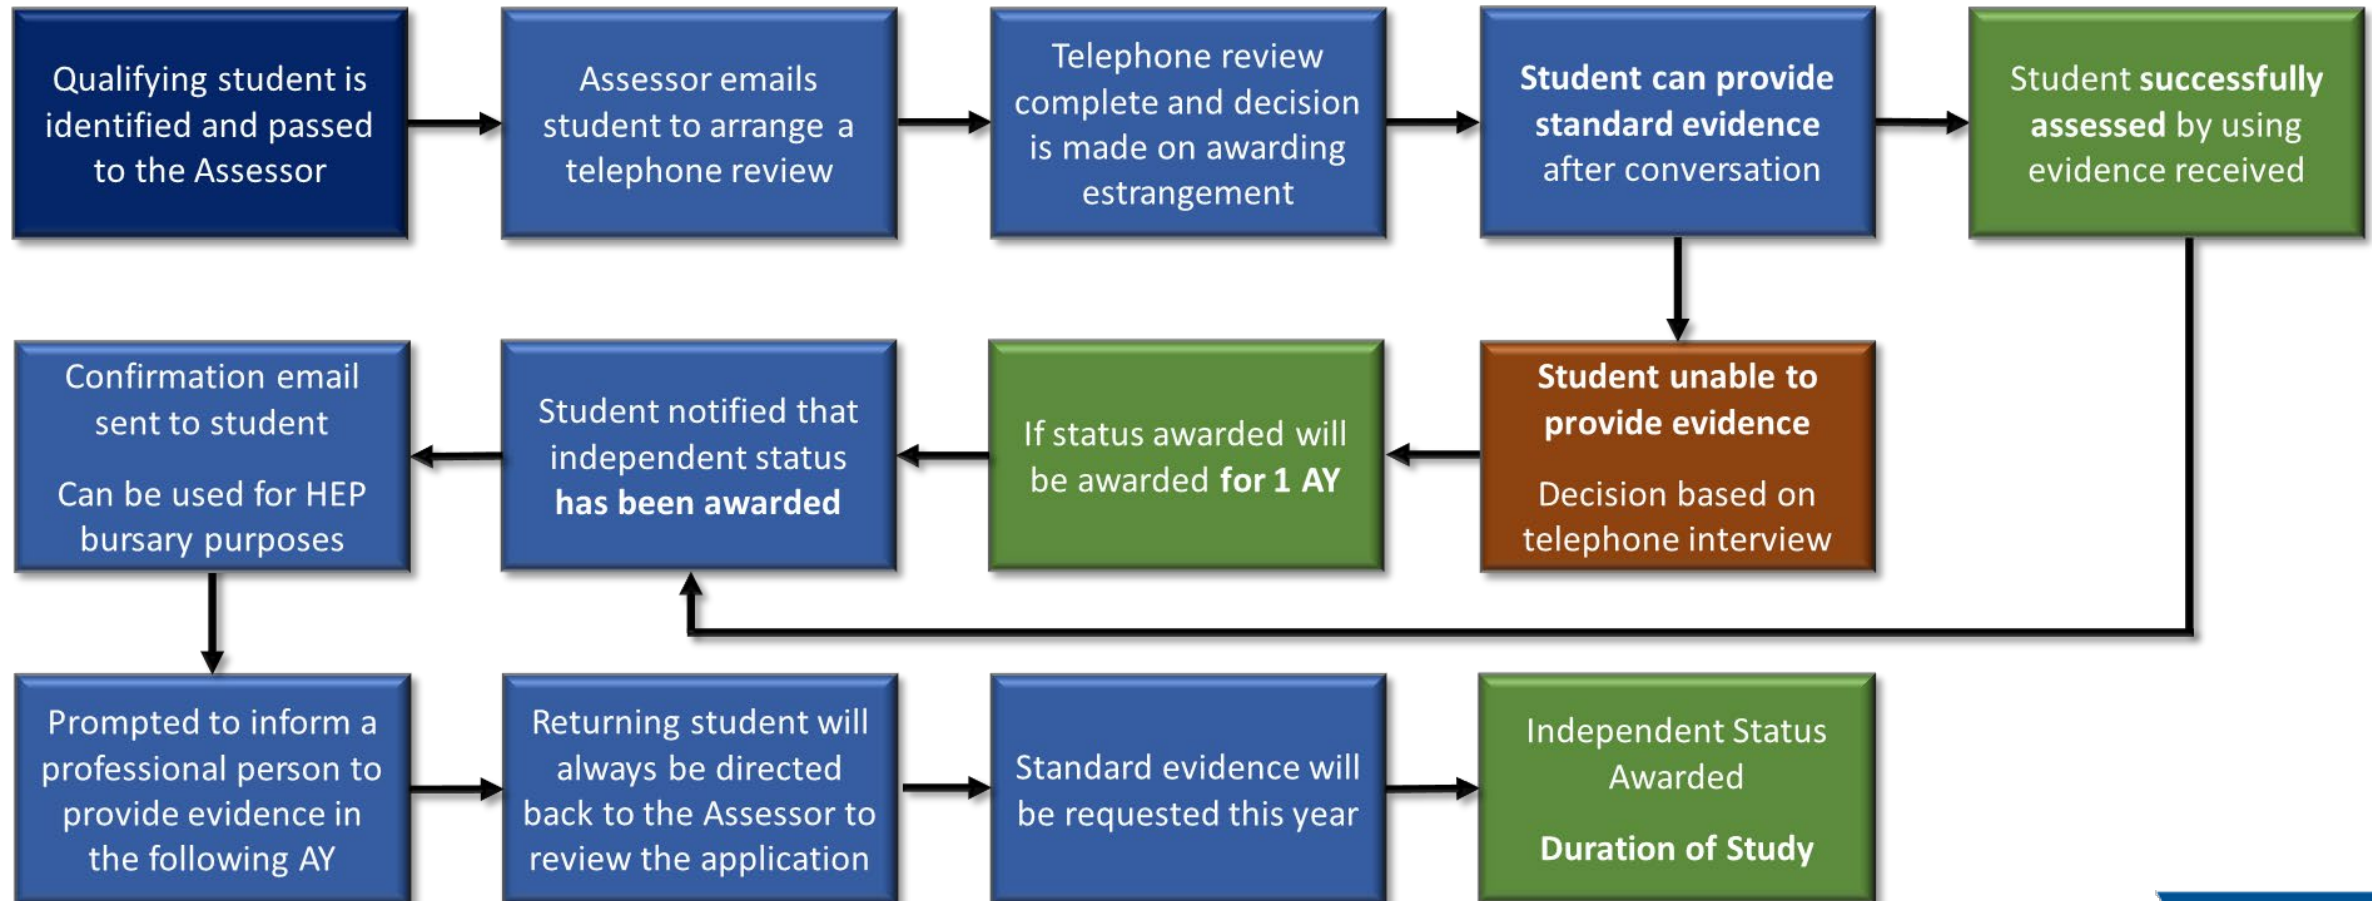 Qualifying student is
identified and passed
to the Assessor
Assessor emails
student to arrange a
telephone review
Telephone review
complete and decision
is made on awarding
estrangement
Student can provide
standard evidence
after conversation
Student successfully
assessed by using
evidence received
Confirmation email
sent to student
Can be used for HEP
bursary purposes
Student notified that
independent status
has been awarded
If status awarded will
be awarded for 1 AY
Student unable to
provide evidence
Decision based on
telephone interview
Prompted to inform a
professional person to
provide evidence in
the following AY
Returning student will
always be directed
back to the Assessor to
review the application
Standard evidence will
be requested this year
Independent Status
Awarded
Duration of Study